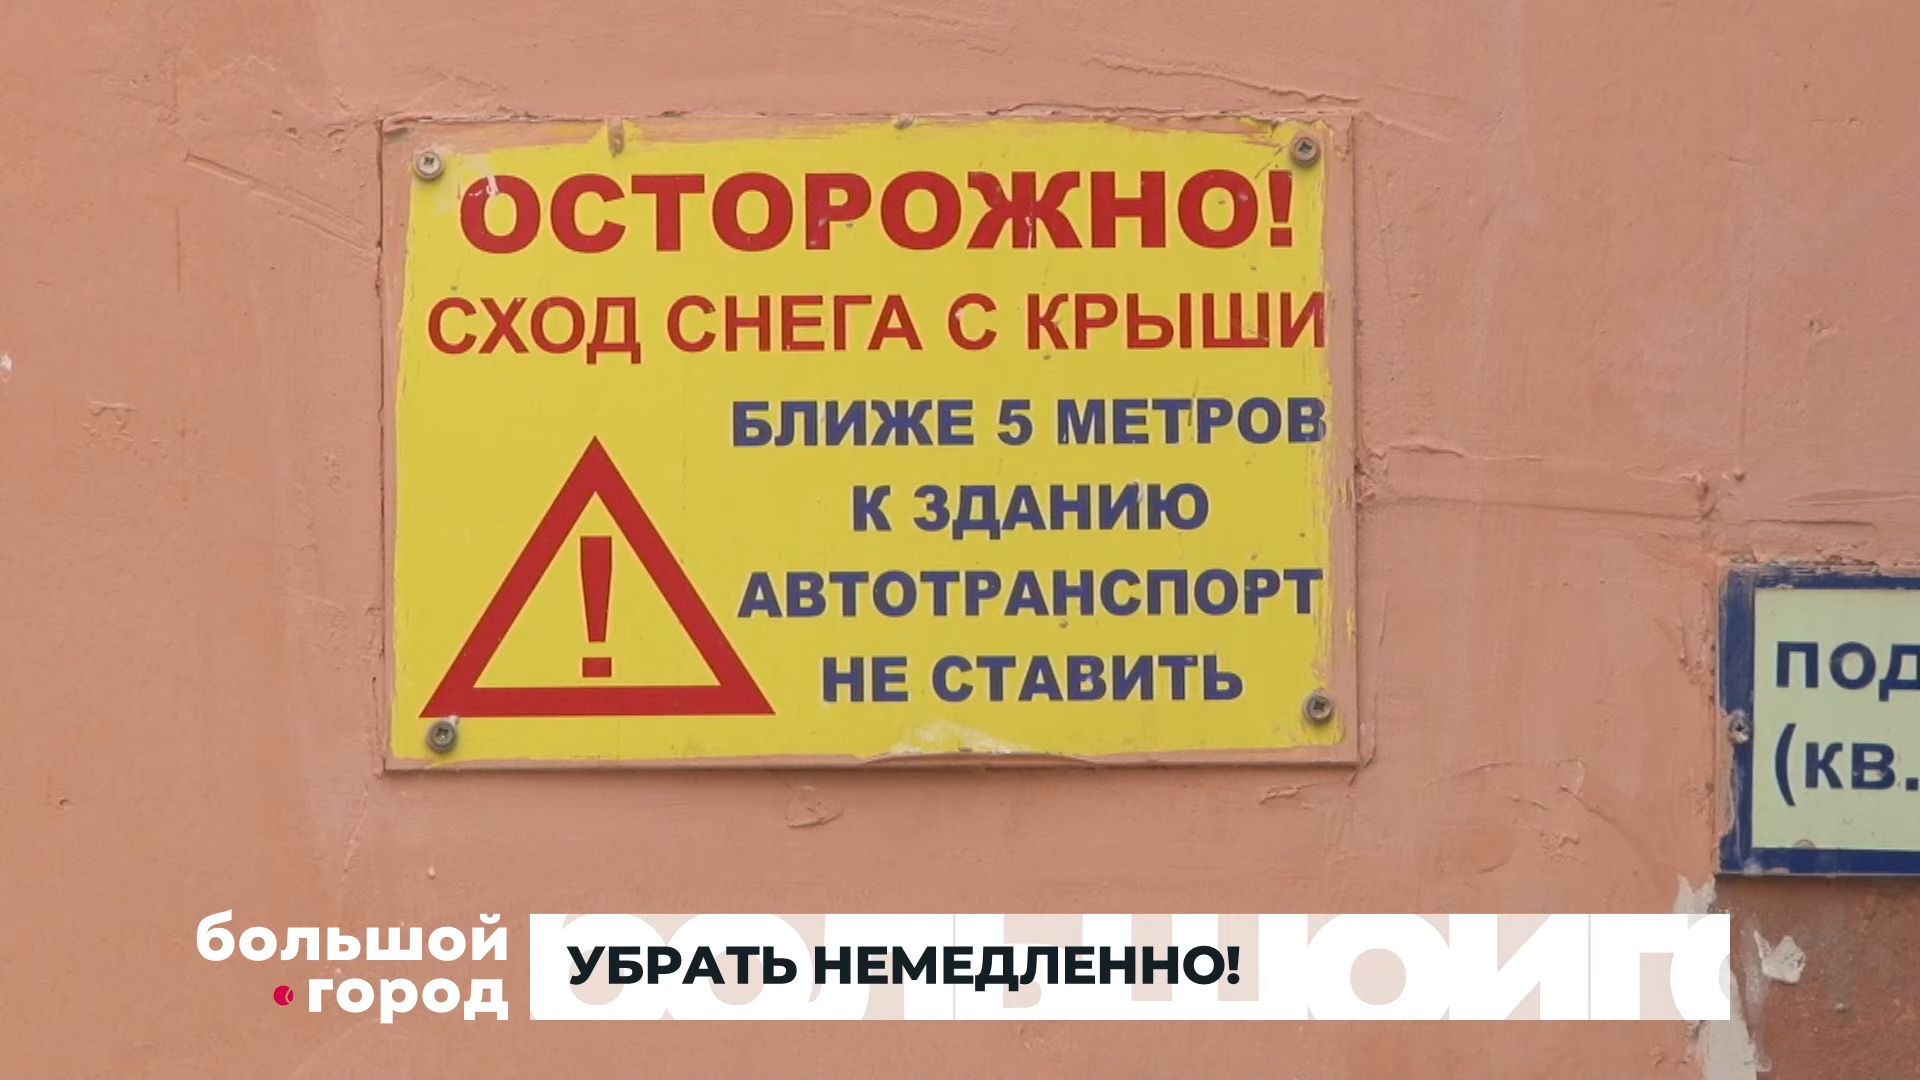 ОСТОРОЖНО!
СХОД СНЕГА С КРЫШИ
БЛИЖЕ 5 МЕТРОВ
К ЗДАНИЮ
АВТОТРАНСПОРТ
НЕ СТАВИТЬ
!
ПОД
(КВ.
большой
город
УБРАТЬ НЕМЕДЛЕННО!